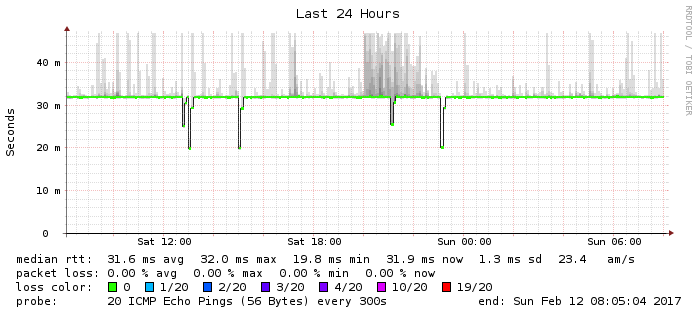 Last 24 Hours
RRDTOOL / TOBI OETIKER
Seconds
40 m
30 m
20 m
10 m
0
Sat 12:00 Sat 18:00 Sun 00:00 Sun 06:00
median rtt: 31.6 ms avg 32.0 ms max 19.8 ms min 31.9 ms now 1.3 ms sd 23.4 am/s
packet loss: 0.00 % avg 0.00 % max 0.00 % min 0.00 % now
loss color: 0 1/20 2/20 3/20 4/20 10/20 19/20
probe: 20 ICMP Echo Pings (56 Bytes) every 300s end: Sun Feb 12 08:05:04 2017